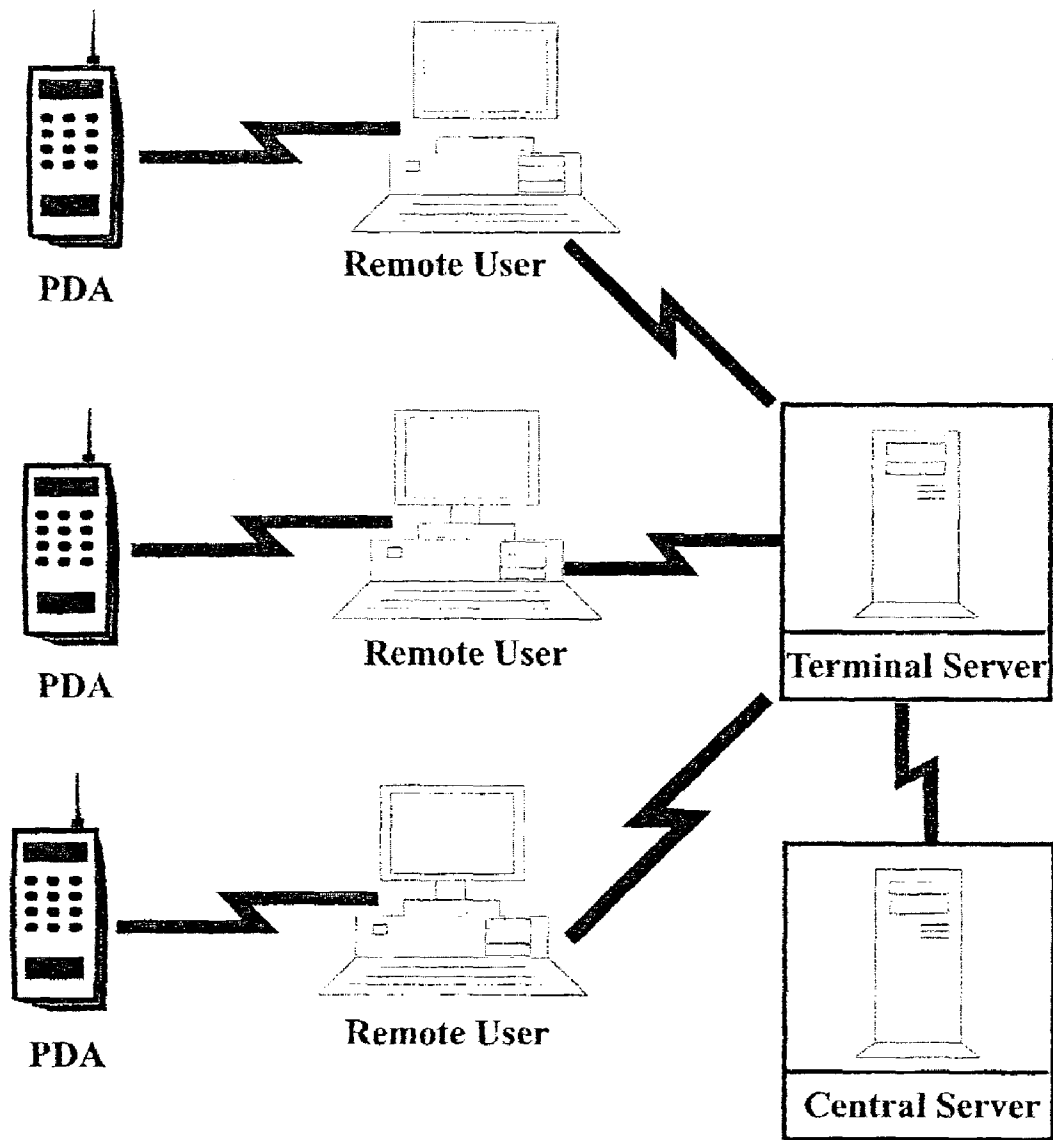 Remote User
PDA
Remote User
Terminal Server
PDA
Remote User
PDA
Central Server